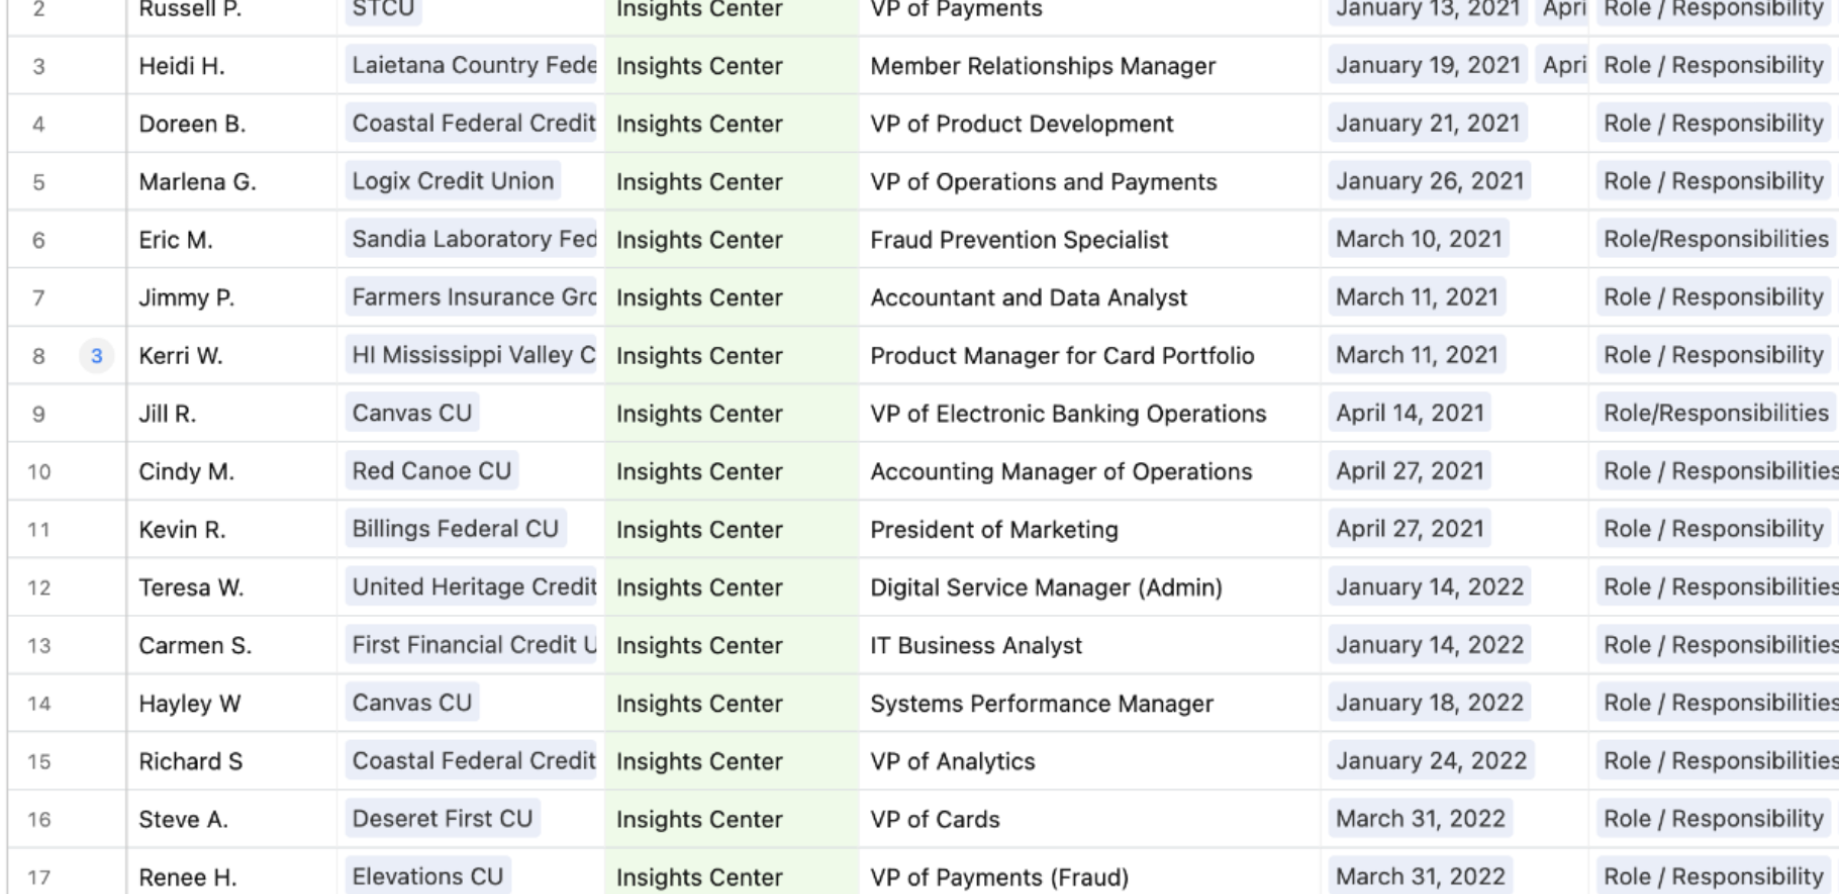 2 Russell P. STCU Insights Center VP of Payments January 13, 2021 Apri Role / Responsibility
3 Heidi H. Laietana Country Fede Insights Center Member Relationships Manager January 19, 2021 Apri Role / Responsibility
4 Doreen B. Coastal Federal Credit Insights Center VP of Product Development January 21, 2021 Role / Responsibility
5 Marlena G. Logix Credit Union Insights Center VP of Operations and Payments January 26, 2021 Role / Responsibility
6 Eric M. Sandia Laboratory Fed Insights Center Fraud Prevention Specialist March 10, 2021 Role/Responsibilities
7 Jimmy P. Farmers Insurance Gro Insights Center Accountant and Data Analyst March 11, 2021 Role / Responsibility
8 3 Kerri W. HI Mississippi Valley C Insights Center Product Manager for Card Portfolio March 11, 2021 Role / Responsibility
9 Jill R. Canvas CU Insights Center VP of Electronic Banking Operations April 14, 2021 Role/Responsibilities
10 Cindy M. Red Canoe CU Insights Center Accounting Manager of Operations April 27, 2021 Role / Responsibilities
11 Kevin R. Billings Federal CU Insights Center President of Marketing April 27, 2021 Role / Responsibility
12 Teresa W. United Heritage Credit Insights Center Digital Service Manager (Admin) January 14, 2022 Role / Responsibilities
13 Carmen S. First Financial Credit U Insights Center IT Business Analyst January 14, 2022 Role / Responsibilities
14 Hayley W Canvas CU Insights Center Systems Performance Manager January 18, 2022 Role / Responsibilities
15 Richard S Coastal Federal Credit Insights Center VP of Analytics January 24, 2022 Role / Responsibilities
16 Steve A. Deseret First CU Insights Center VP of Cards March 31, 2022 Role / Responsibility
17 Renee H. Elevations CU Insights Center VP of Payments (Fraud) March 31, 2022 Role / Responsibility